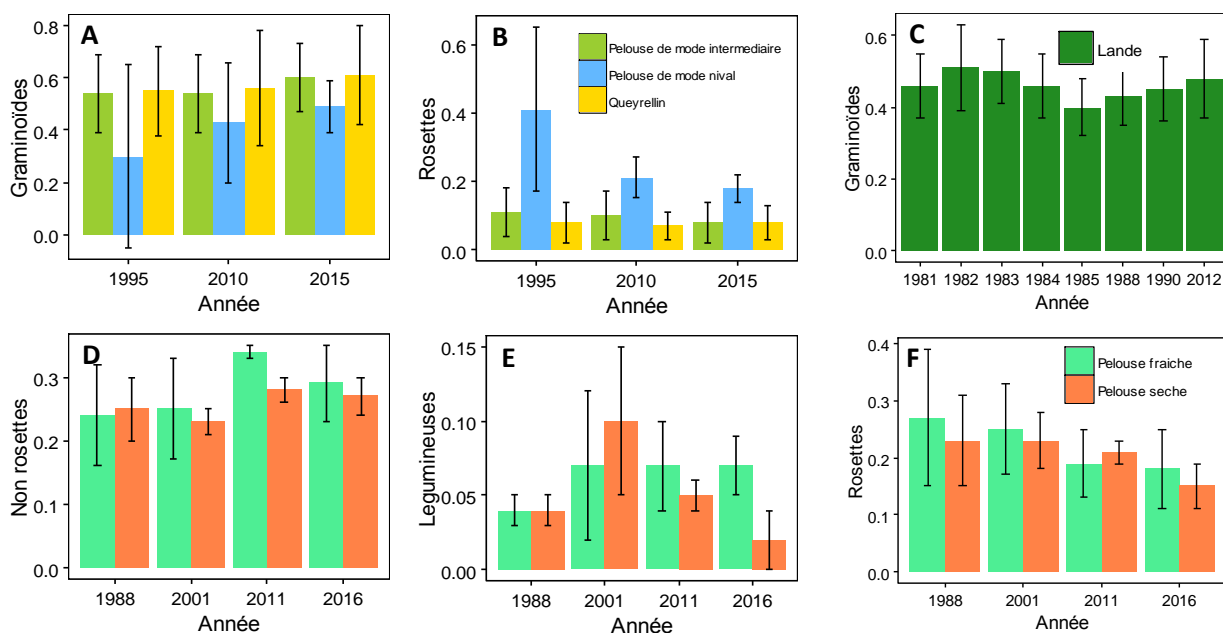 A
Graminoïdes
0.8
0.6
0.4
0.2
0.0
1995 2010 2015
Année
B
Rosettes
0.6
0.4
0.2
0.0
Pelouse de mode intermediaire
Pelouse de mode nival
Queyrellin
1995 2010 2015
Année
C
Graminoïdes
0.6
0.4
0.2
0.0
Lande
1981 1982 1983 1984 1985 1988 1990 2012
Année
D
Non rosettes
0.3
0.2
0.1
0.0
1988 2001 2011 2016
Année
E
Legumineuses
0.15
0.10
0.05
0.00
1988 2001 2011 2016
Année
F
Rosettes
0.4
0.3
0.2
0.1
0.0
Pelouse fraiche
Pelouse seche
1988 2001 2011 2016
Année